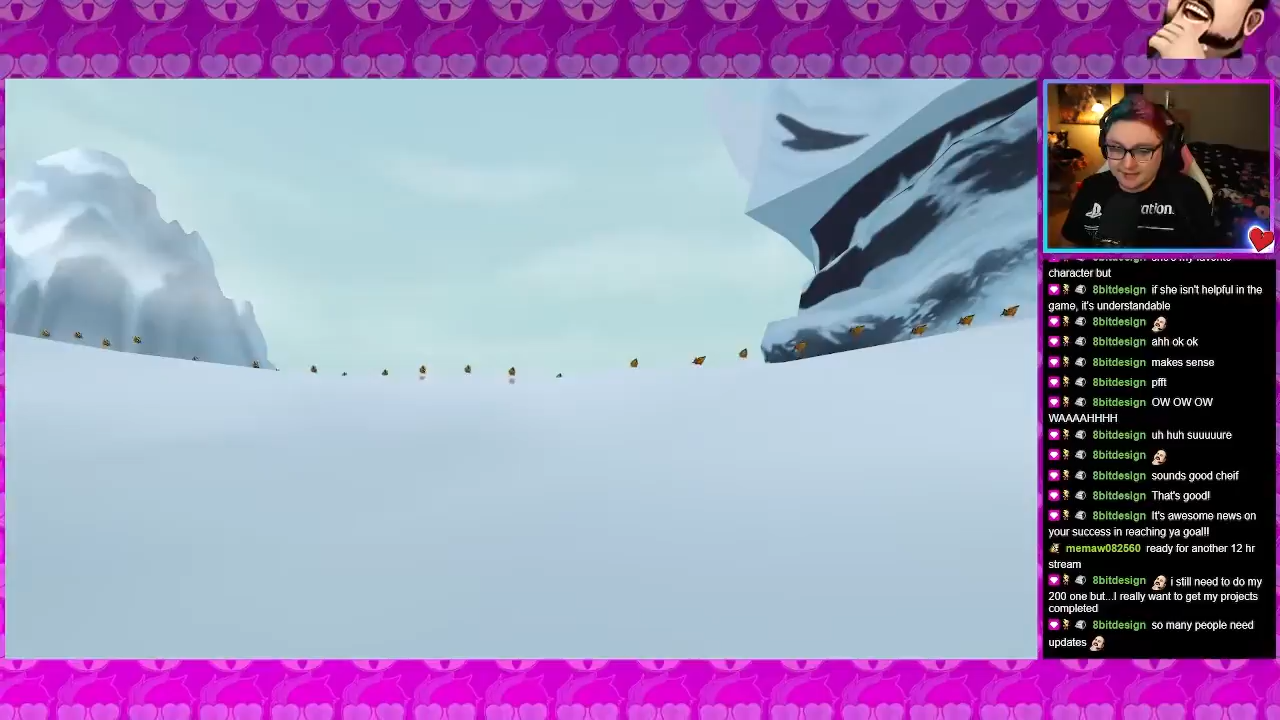 ation.
character but
8bitdesign if she isn't helpful in the
game, it's understandable
8bitdesign
8bitdesign ahh ok ok
8bitdesign makes sense
8bitdesign pfft
8bitdesign OW OW OW
WAAAAHHHH
8bitdesign uh huh suuuure
8bitdesign
8bitdesign sounds good cheif
8bitdesign That's good!
8bitdesign It's awesome news on
your success in reaching ya goal!!
memaw082560 ready for another 12 hr
stream
8bitdesign i still need to do my
200 one but...I really want to get my projects
completed
8bitdesign so many people need
updates